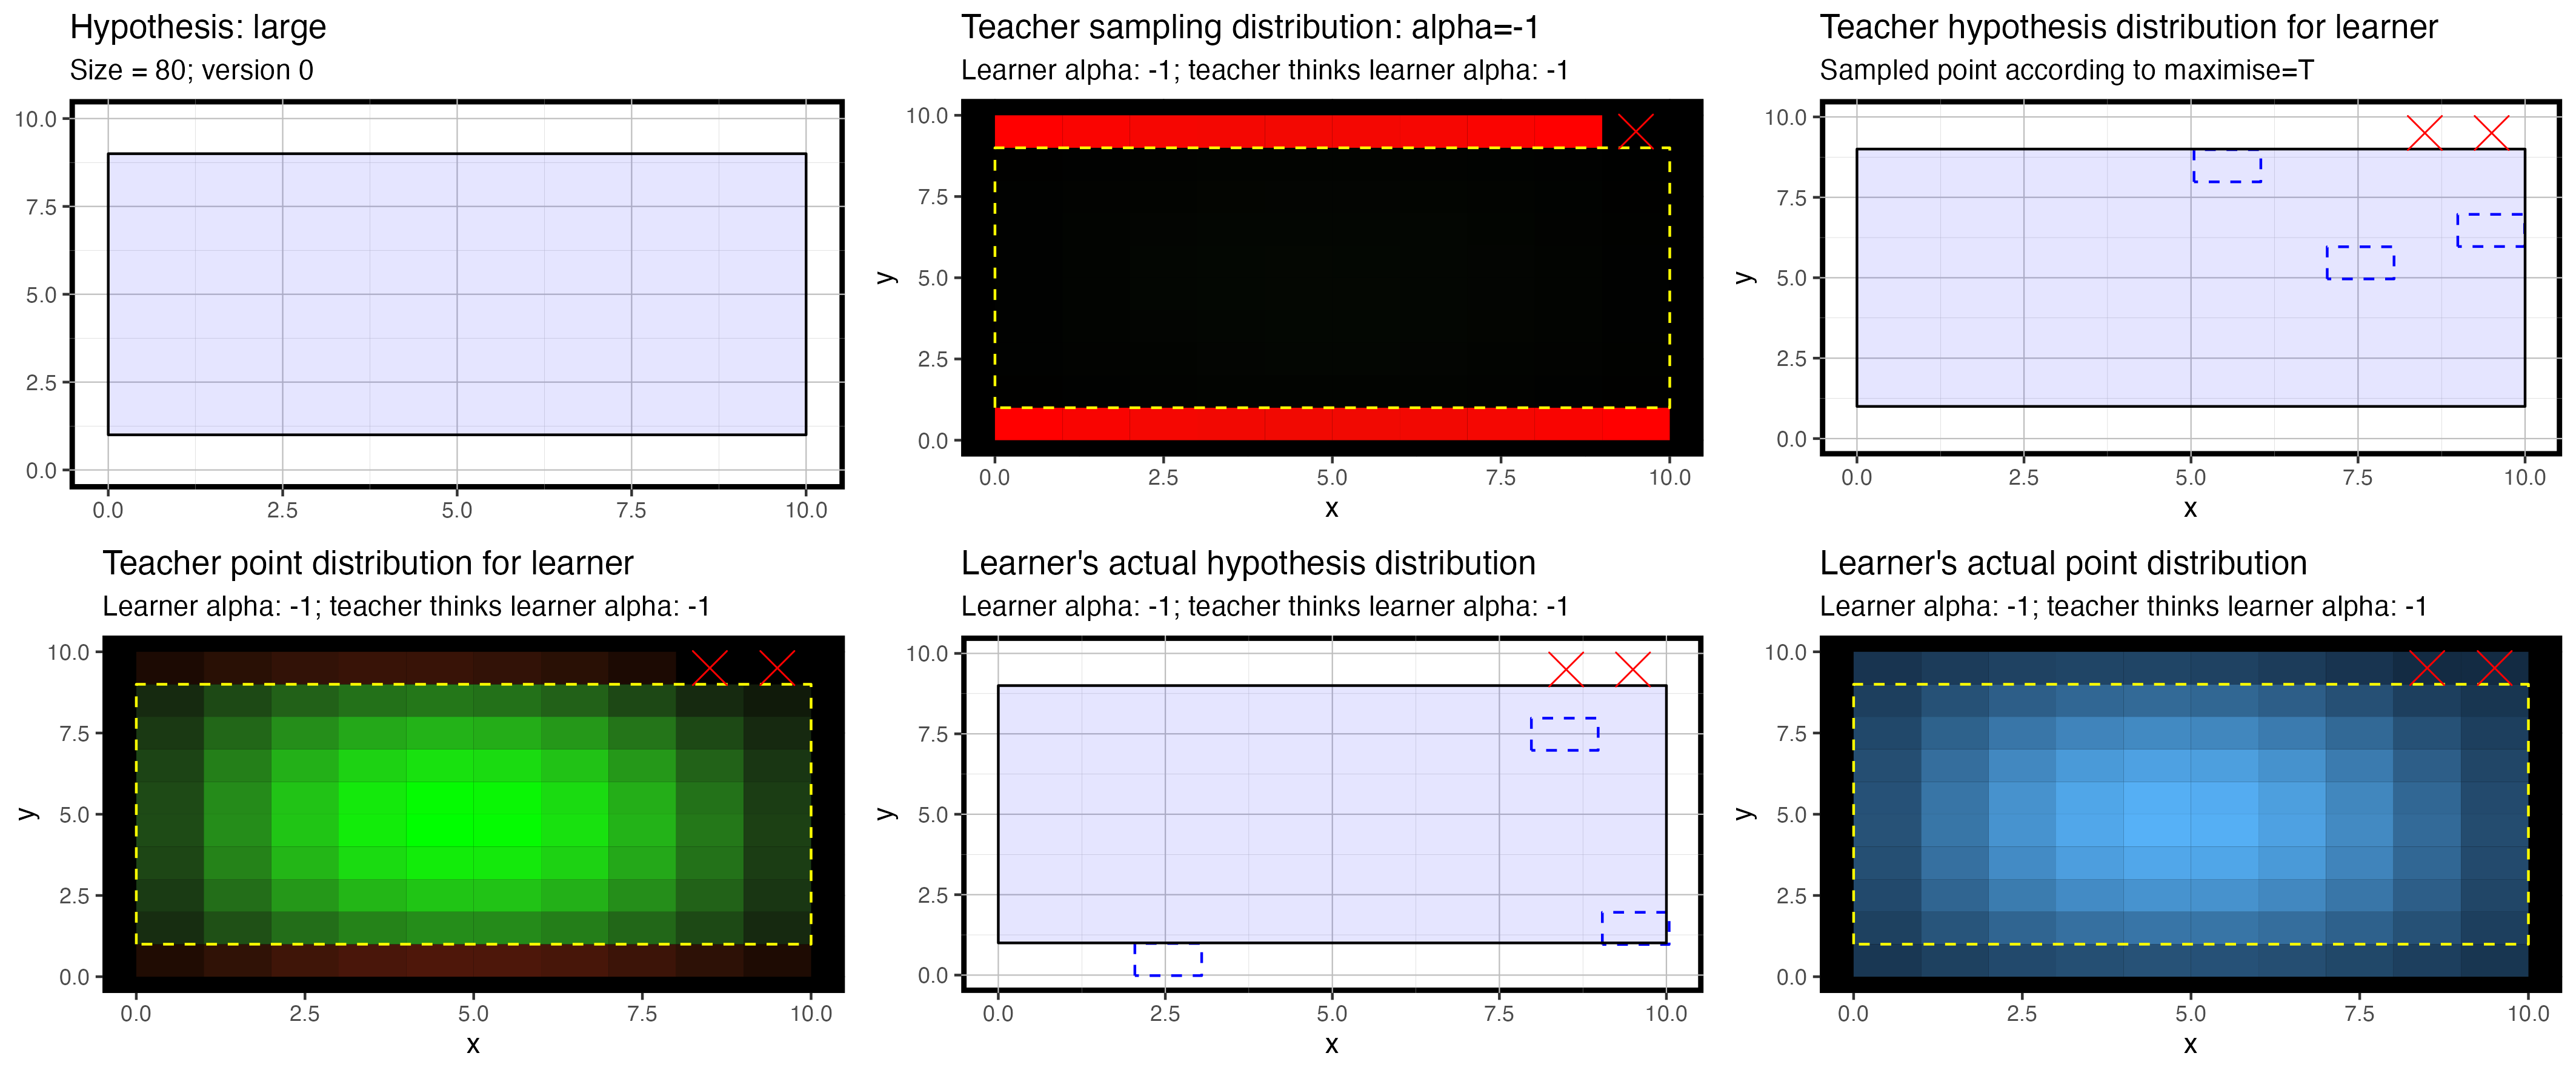 Hypothesis: large
Size = 80; version 0
10.0
7.5
5.0
2.5
0.0
0.0 2.5 5.0 7.5 10.0
Teacher sampling distribution: alpha=-1
Learner alpha: -1; teacher thinks learner alpha: -1
10.0
7.5
5.0
2.5
0.0
y
0.0 2.5 5.0 7.5 10.0
x
Teacher hypothesis distribution for learner
Sampled point according to maximise=T
10.0
7.5
5.0
2.5
0.0
y
0.0 2.5 5.0 7.5 10.0
x
Teacher point distribution for learner
Learner alpha: -1; teacher thinks learner alpha: -1
10.0
7.5
5.0
2.5
0.0
y
0.0 2.5 5.0 7.5 10.0
x
Learner's actual hypothesis distribution
Learner alpha: -1; teacher thinks learner alpha: -1
10.0
7.5
5.0
2.5
0.0
y
0.0 2.5 5.0 7.5 10.0
x
Learner's actual point distribution
Learner alpha: -1; teacher thinks learner alpha: -1
10.0
7.5
5.0
2.5
0.0
y
0.0 2.5 5.0 7.5 10.0
x